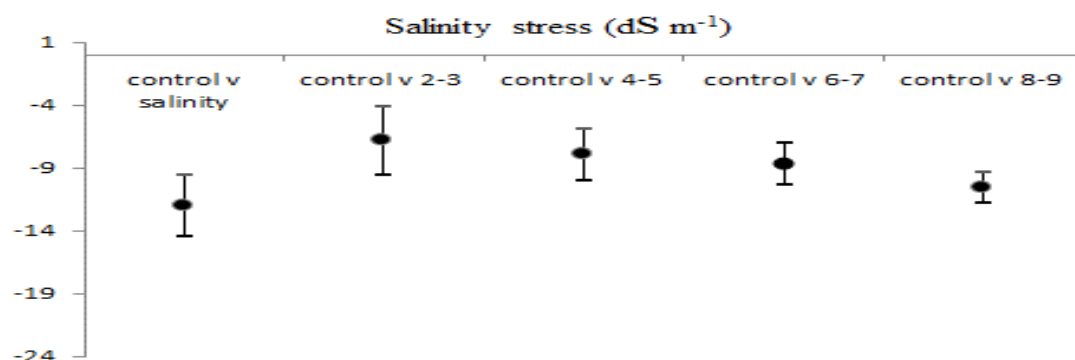 Salinity stress (dS m-1)
1
control v salinity
control v 2-3
control v 4-5
control v 6-7
control v 8-9
-4
-9
-14
-19
-24